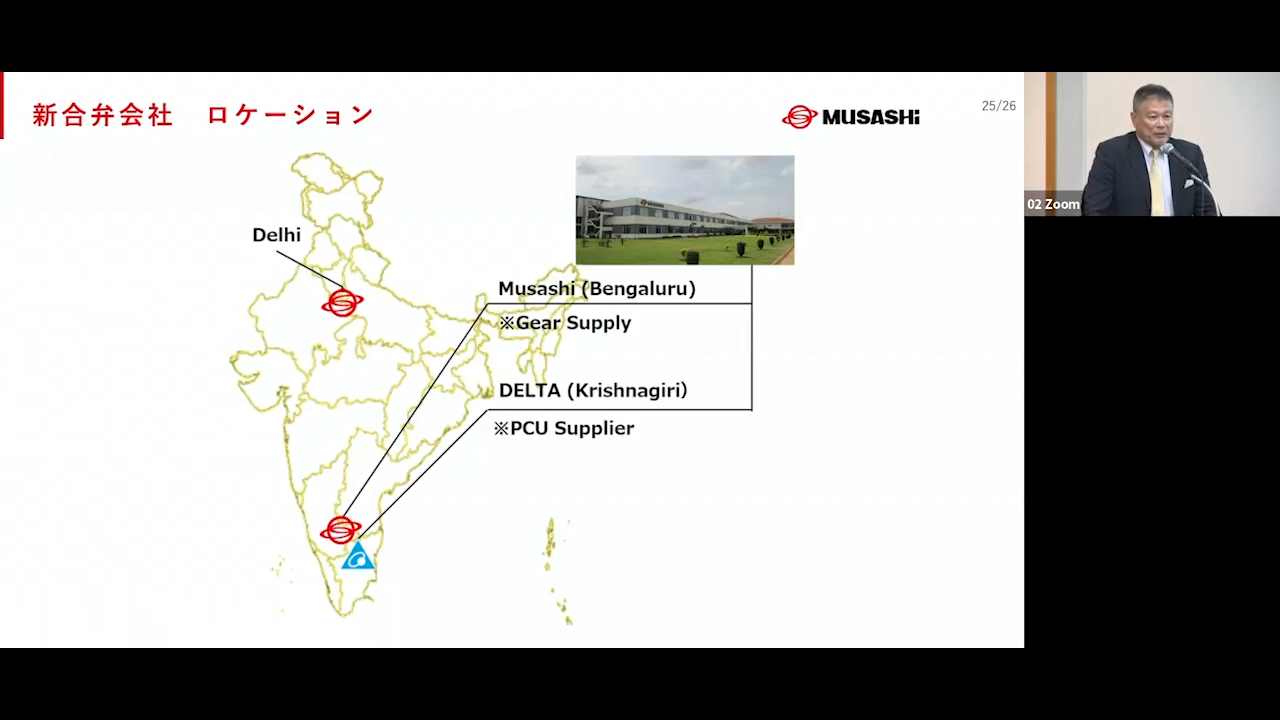 新合弁会社 ロケーション
MUSASHi
25/26
02 Zoom
Delhi
MUSASHi
Musashi (Bengaluru)
※Gear Supply
DELTA (Krishnagiri)
※PCU Supplier